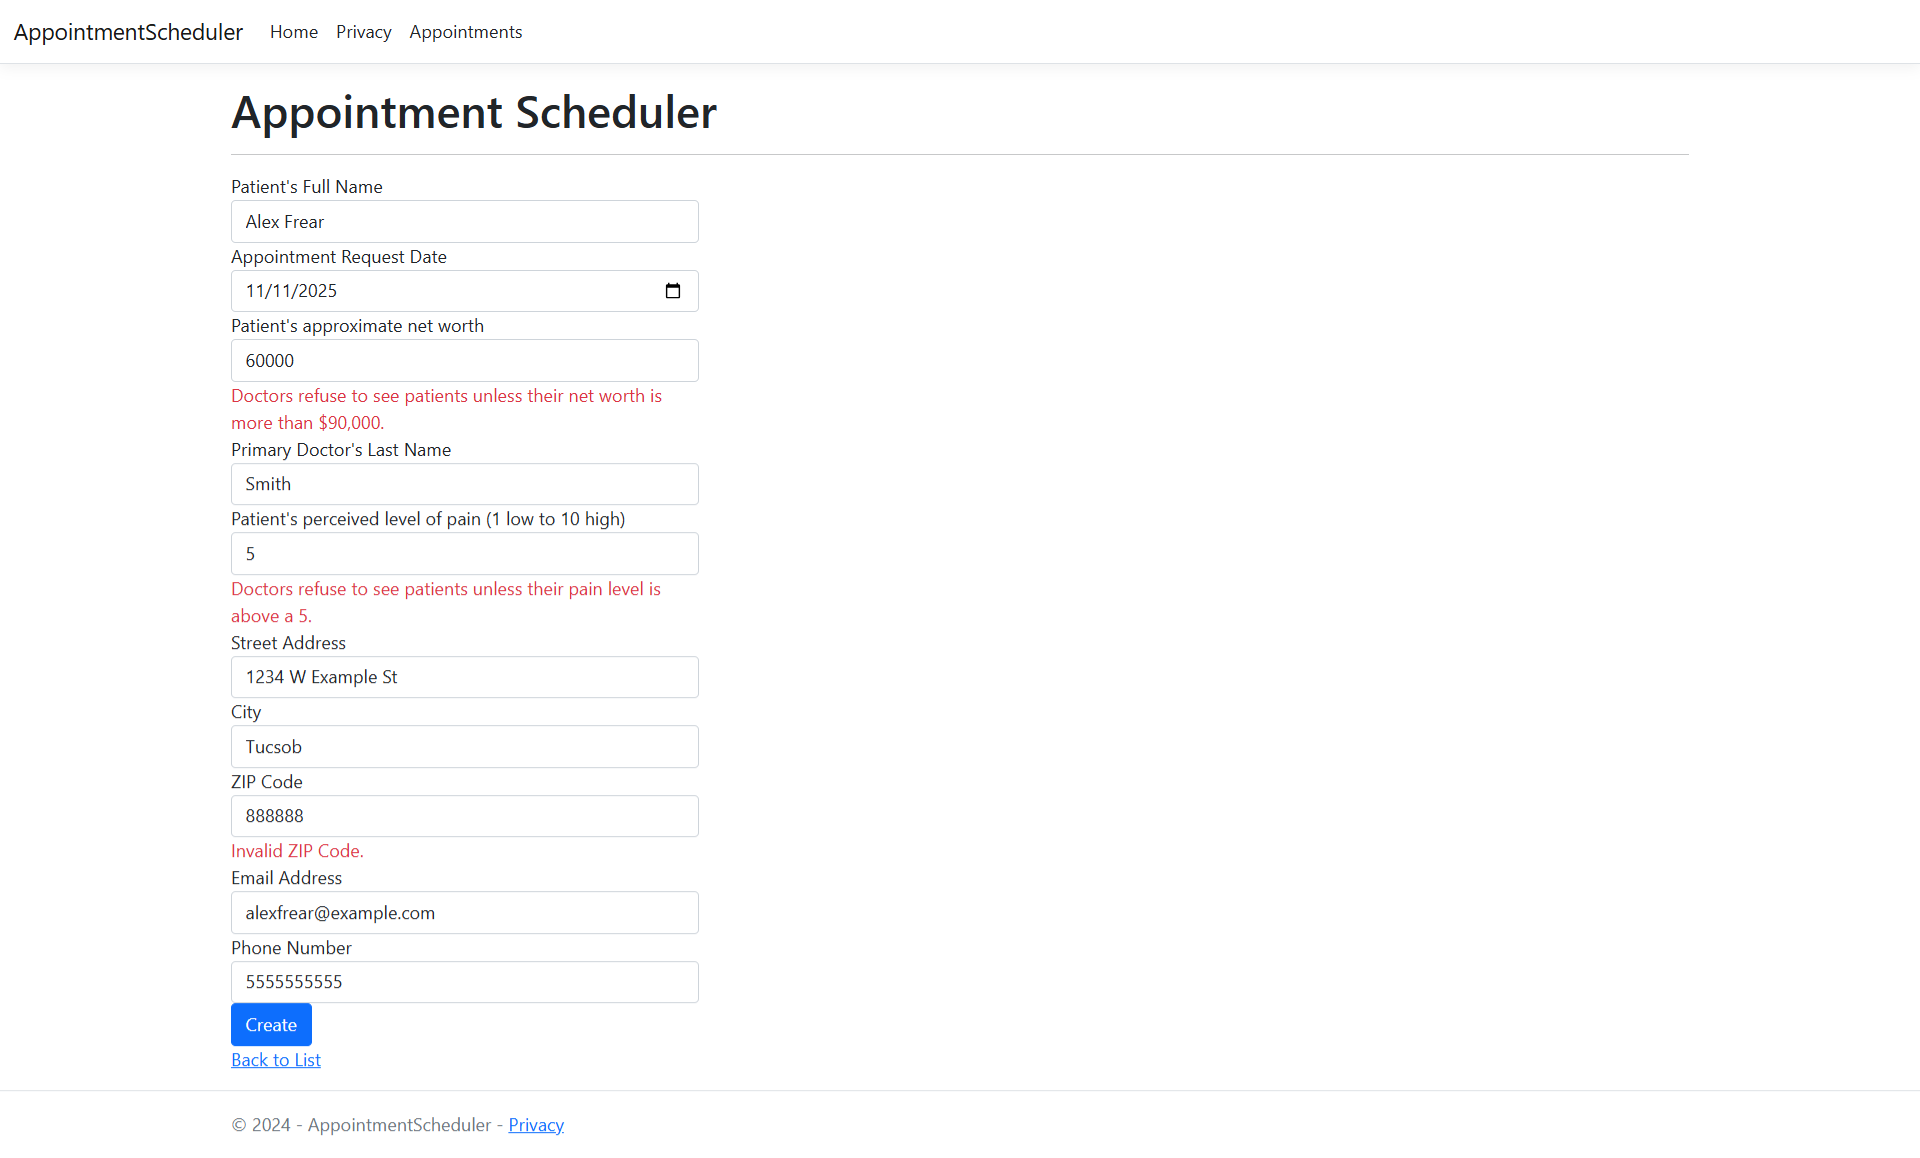 AppointmentScheduler Home Privacy Appointments
Appointment Scheduler
Patient's Full Name
Alex Frear
Appointment Request Date
11/11/2025
Patient's approximate net worth
60000
Doctors refuse to see patients unless their net worth is
more than $90,000.
Primary Doctor's Last Name
Smith
Patient's perceived level of pain (1 low to 10 high)
5
Doctors refuse to see patients unless their pain level is
above a 5.
Street Address
1234 W Example St
City
Tucsob
ZIP Code
888888
Invalid ZIP Code.
Email Address
alexfrear@example.com
Phone Number
5555555555
Create
Back to List
© 2024 - AppointmentScheduler - Privacy